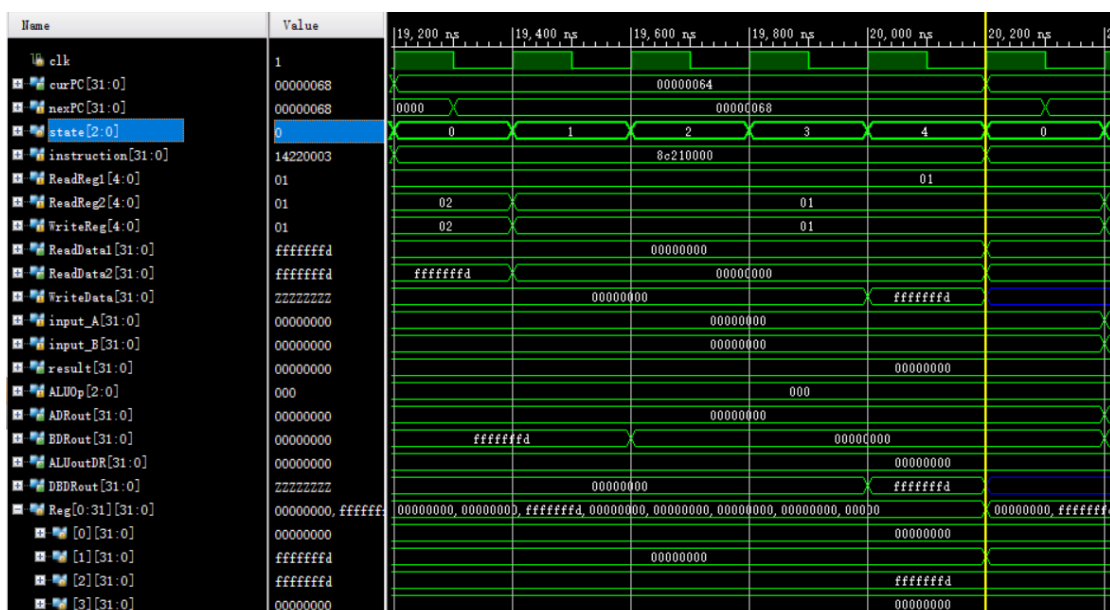 Name Value 19,200 ns 19,400 ns 19,600 ns 19,800 ns 20,000 ns 20,200 ns
clk 1
curPC[31:0] 00000068 00000064
nexPC[31:0] 00000068 0000 00000068
state[2:0] 0 0 1 2 3 4 0
instruction[31:0] 14220003 8c210000
ReadReg1[4:0] 01 01
ReadReg2[4:0] 01 02 01
WriteReg[4:0] 01 02 01
ReadData1[31:0] fffffffd 00000000
ReadData2[31:0] fffffffd fffffffd 00000000
WriteData[31:0] ZZZZZZZZ 00000000 fffffffd
input_A[31:0] 00000000 00000000
input_B[31:0] 00000000 00000000
result[31:0] 00000000 00000000
ALUOp[2:0] 000 000
ADRout[31:0] 00000000 00000000
BDRout[31:0] 00000000 fffffffd 00000000
ALUoutDR[31:0] 00000000 00000000
DBDRout[31:0] ZZZZZZZZ 00000000 fffffffd
Reg[0:31][31:0] 00000000, ffffff 00000000, 00000000, fffffffd, 00000000, 00000000, 00000000, 00000000, 00000 00000000, ffffff
[0][31:0] 00000000 00000000
[1][31:0] fffffffd 00000000
[2][31:0] fffffffd fffffffd
[3][31:0] 00000000 00000000